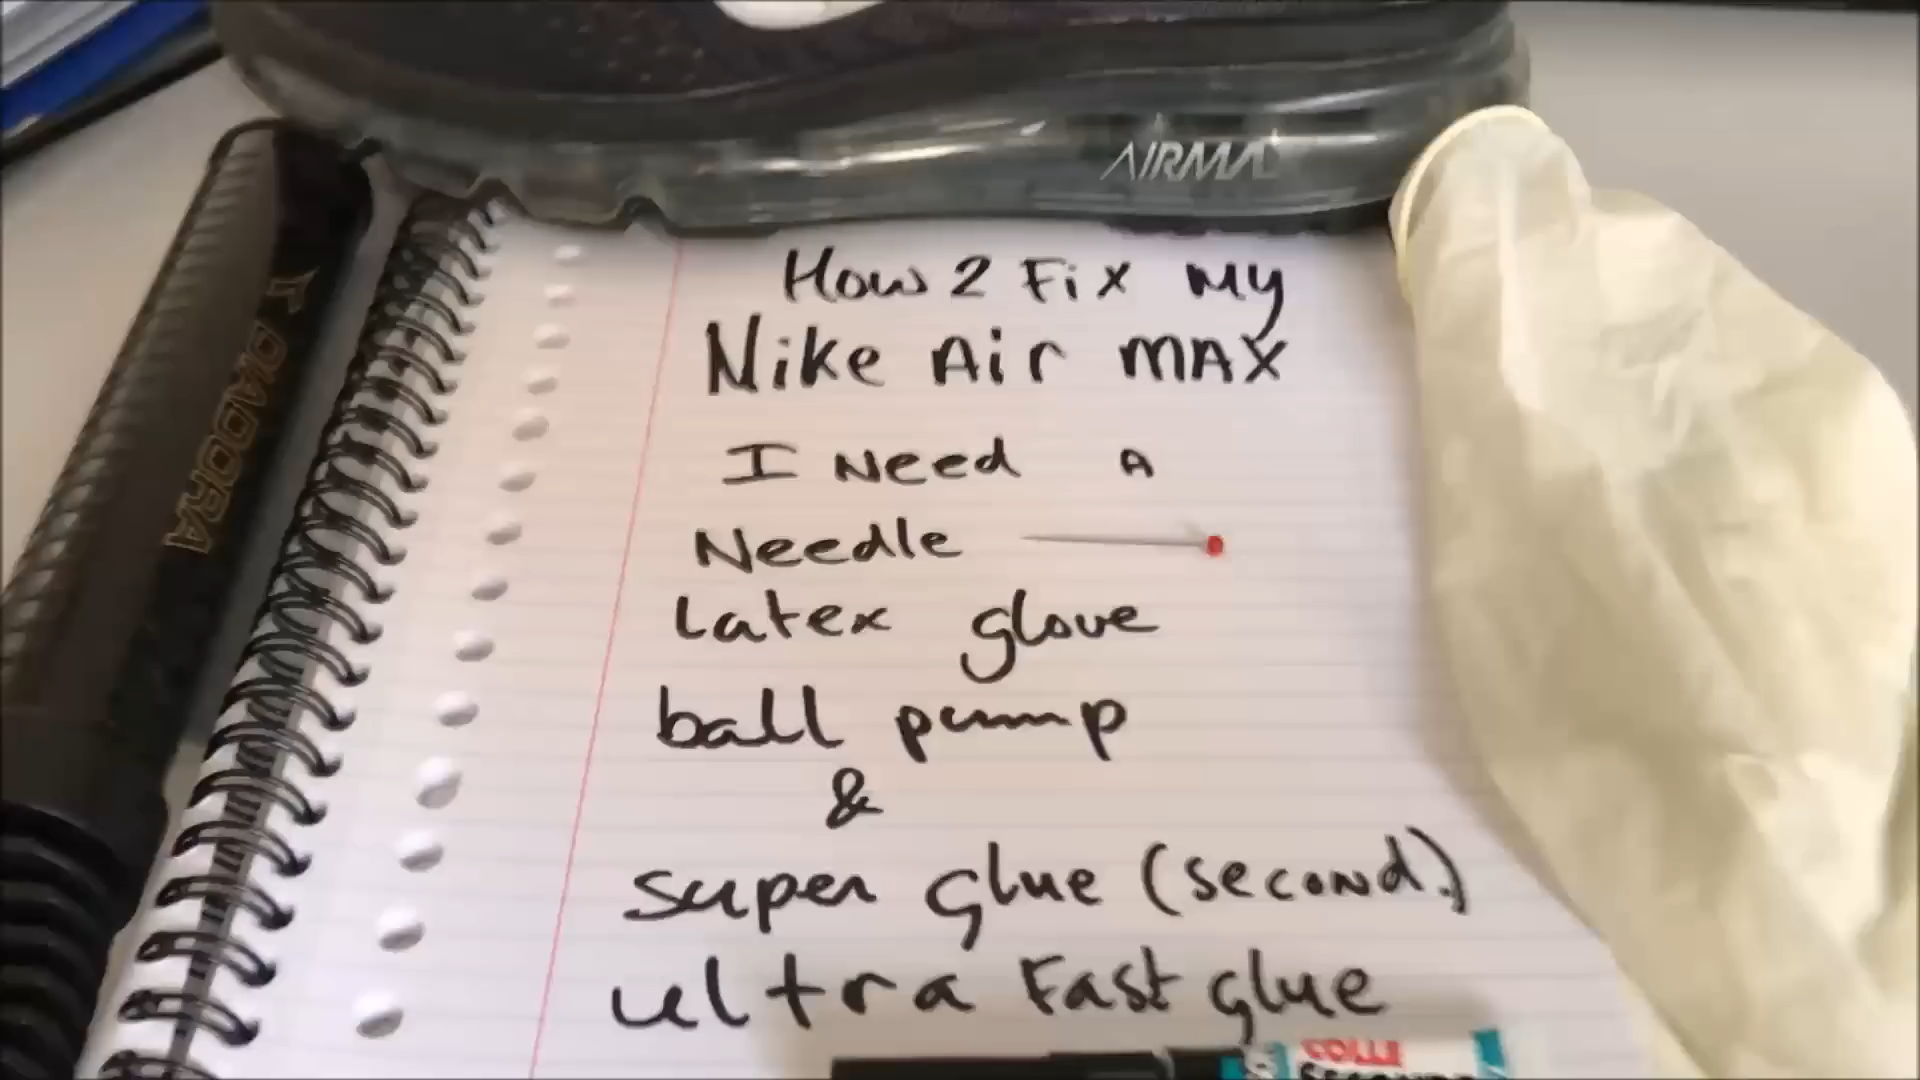 AIRMA
How 2 Fix My
Nike Air MAX
I Need A
Needle
Latex glove
ball pump
&
super glue (second)
ultra Fast glue
DIADORA